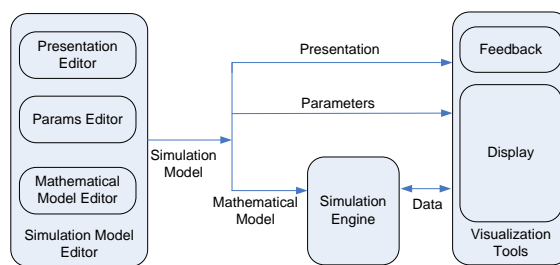 Presentation
Editor
Params Editor
Mathematical
Model Editor
Simulation Model
Editor
Simulation
Model
Presentation
Parameters
Mathematical
Model
Simulation
Engine
Data
Feedback
Display
Visualization
Tools